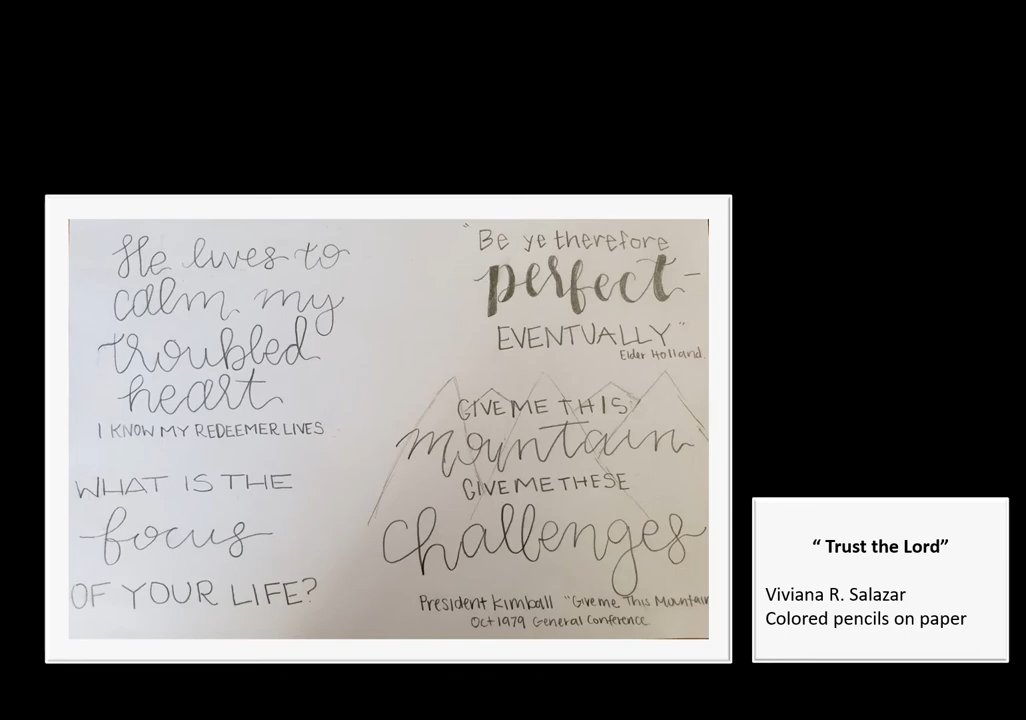 He lives to
calm my
troubled
heart
I KNOW MY REDEEMER LIVES
WHAT IS THE
focus
OF YOUR LIFE?
"Be ye therefore
perfect-
EVENTUALLY"
Elder Holland.
GIVE ME THIS
mountain
GIVE ME THESE
challenges
President Kimball "Give me This Mountain
Oct 1979 General Conference
“ Trust the Lord”
Viviana R. Salazar
Colored pencils on paper